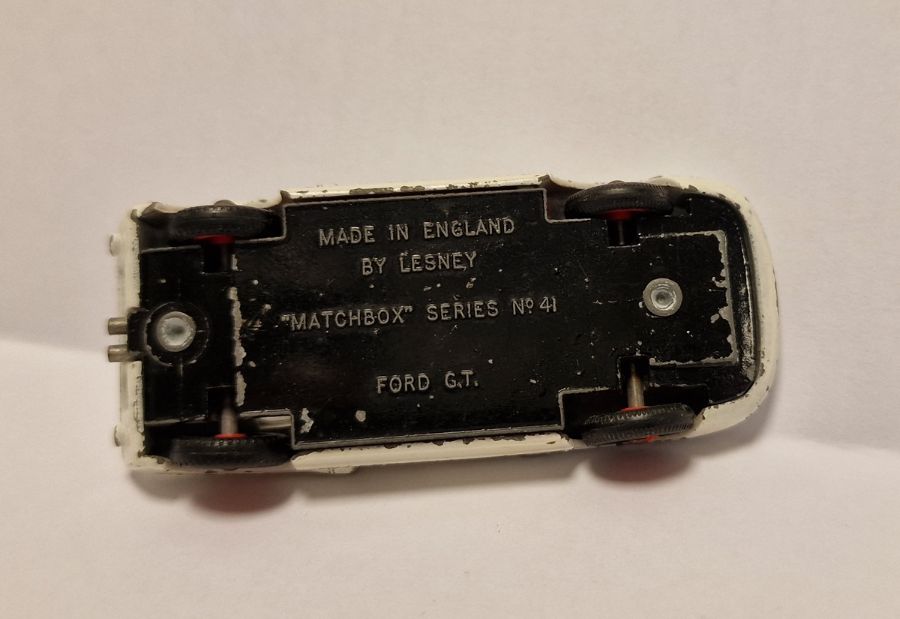 MADE IN ENGLAND
BY LESNEY
"MATCHBOX" SERIES Nº 41
FORD G.T.